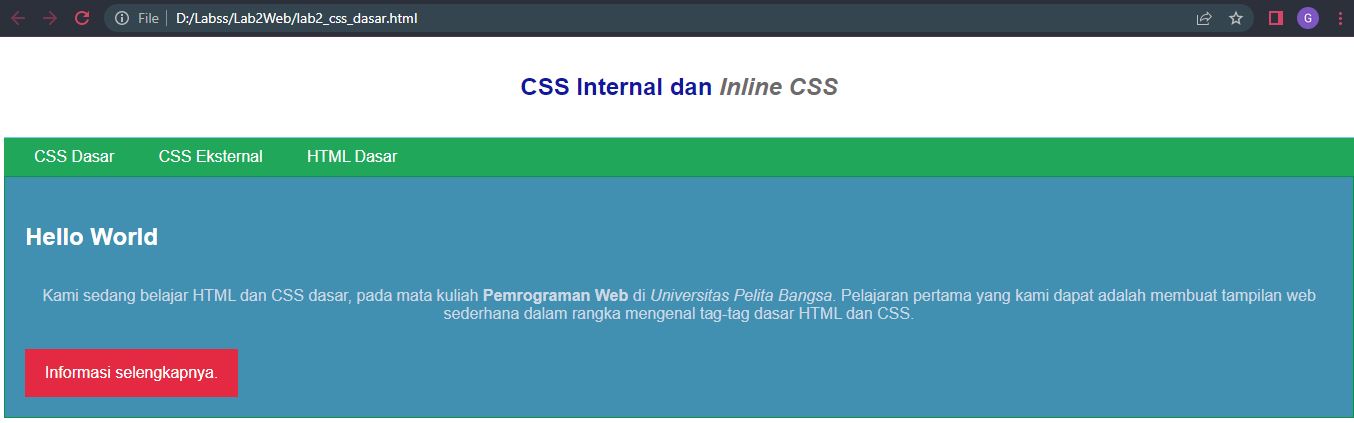 File D:/Labss/Lab2Web/lab2_css_dasar.html
G
CSS Internal dan Inline CSS
CSS Dasar CSS Eksternal HTML Dasar
Hello World
Kami sedang belajar HTML dan CSS dasar, pada mata kuliah Pemrograman Web di Universitas Pelita Bangsa. Pelajaran pertama yang kami dapat adalah membuat tampilan web
sederhana dalam rangka mengenal tag-tag dasar HTML dan CSS.
Informasi selengkapnya.